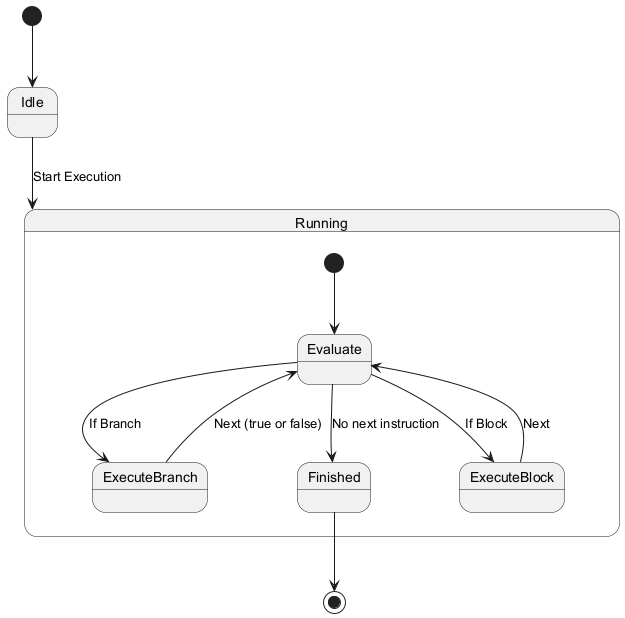 Idle
Start Execution
Running
Evaluate
If Branch
Next (true or false)
No next instruction
If Block
Next
ExecuteBranch
Finished
ExecuteBlock